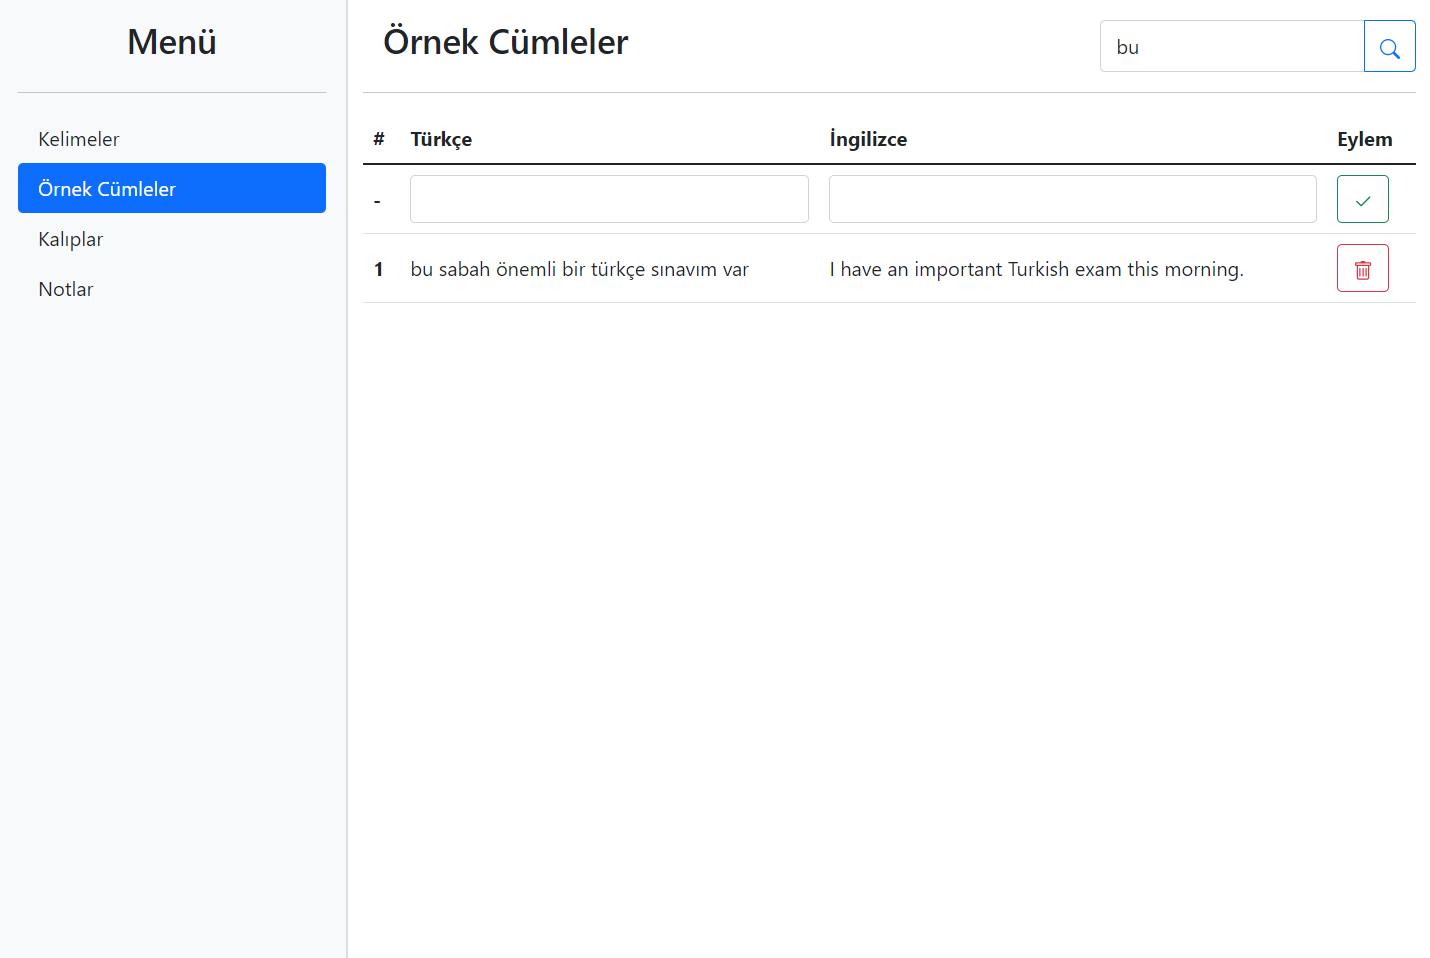 Menü
Kelimeler
Örnek Cümleler
Kalıplar
Notlar
Örnek Cümleler
bu
# Türkçe İngilizce Eylem
-
1 bu sabah önemli bir türkçe sınavım var I have an important Turkish exam this morning.